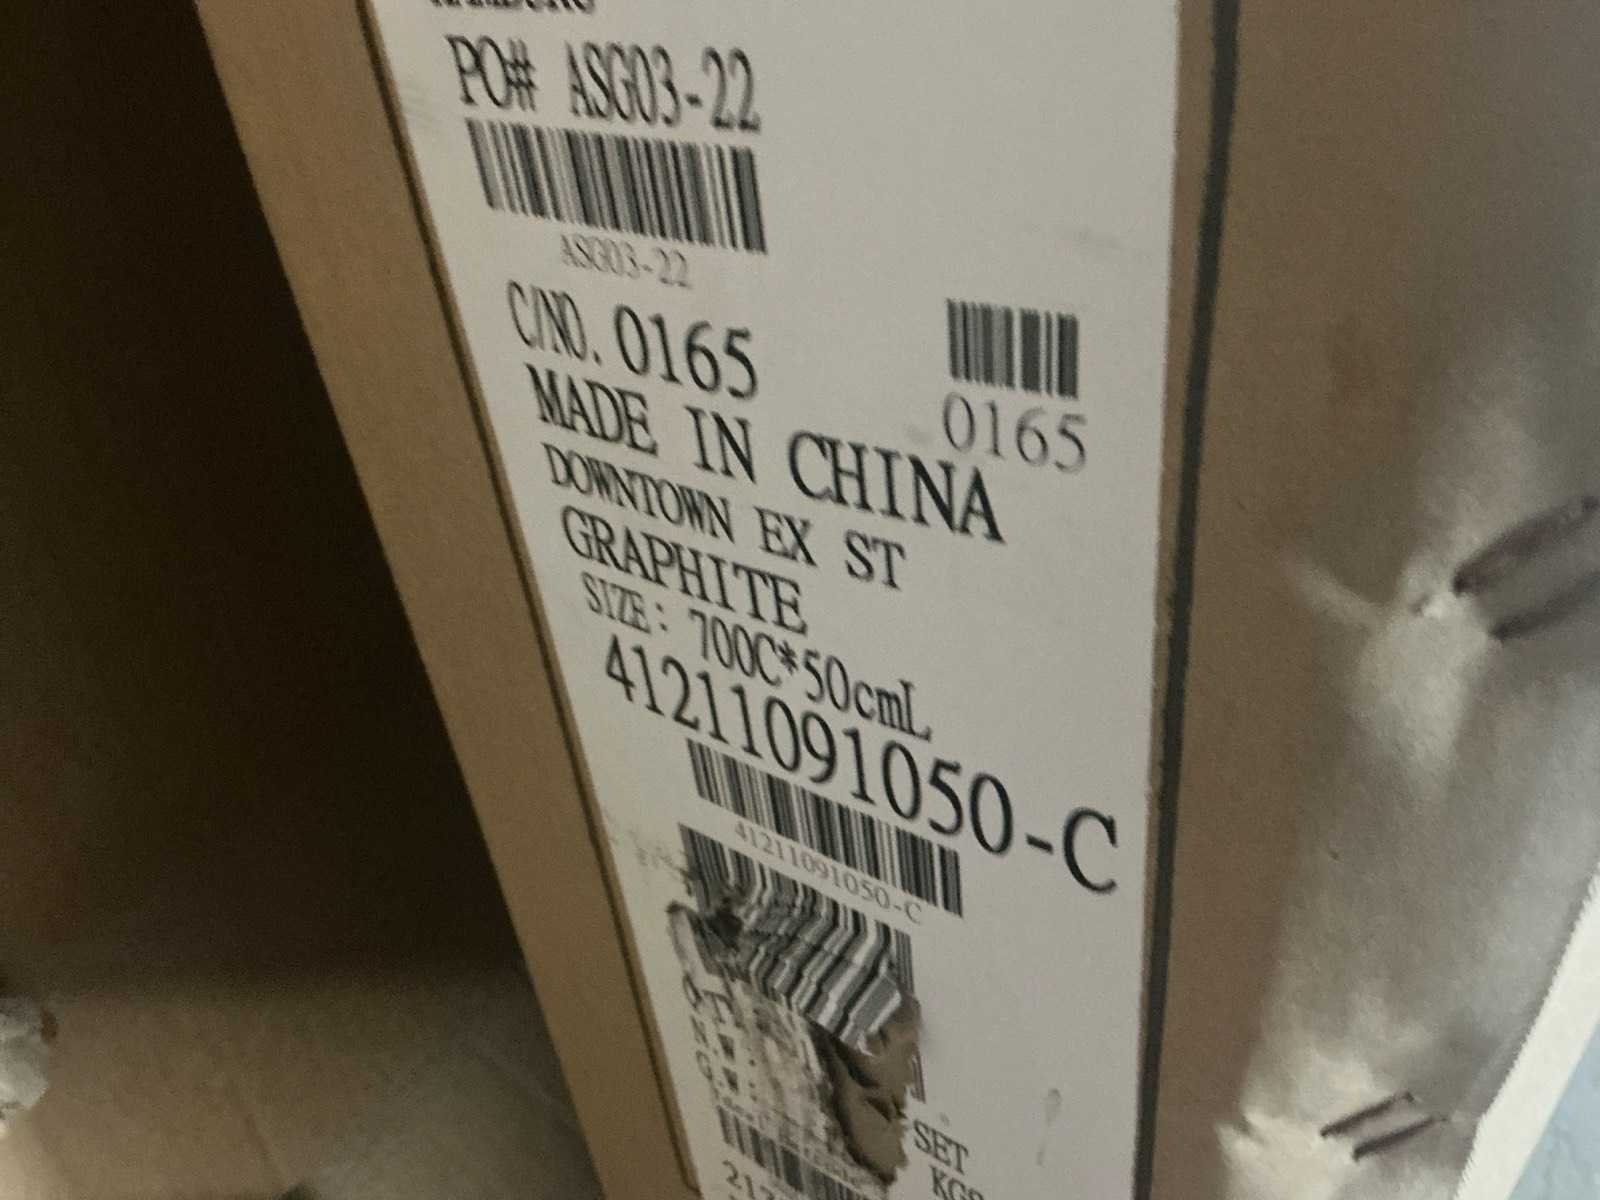 PO# ASG03-22
ASG03-22
C/NO. 0165
0165
MADE IN CHINA
DOWNTOWN EX ST
GRAPHITE
SIZE: 700C*50cmL
41211091050-C
41211091050-C
N.W.:
G.W.:
SET
KGS